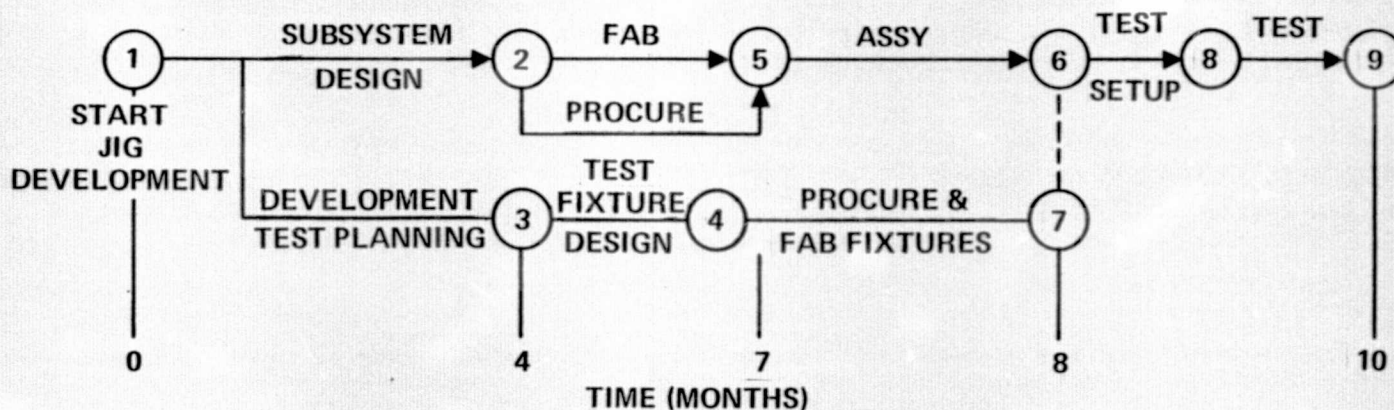 SUBSYSTEM
DESIGN
FAB
PROCURE
ASSY
TEST
SETUP
TEST
1
2
5
6
8
9
START
JIG
DEVELOPMENT
DEVELOPMENT
TEST PLANNING
3
TEST
FIXTURE
DESIGN
4
PROCURE &
FAB FIXTURES
7
0
4
7
8
10
TIME (MONTHS)